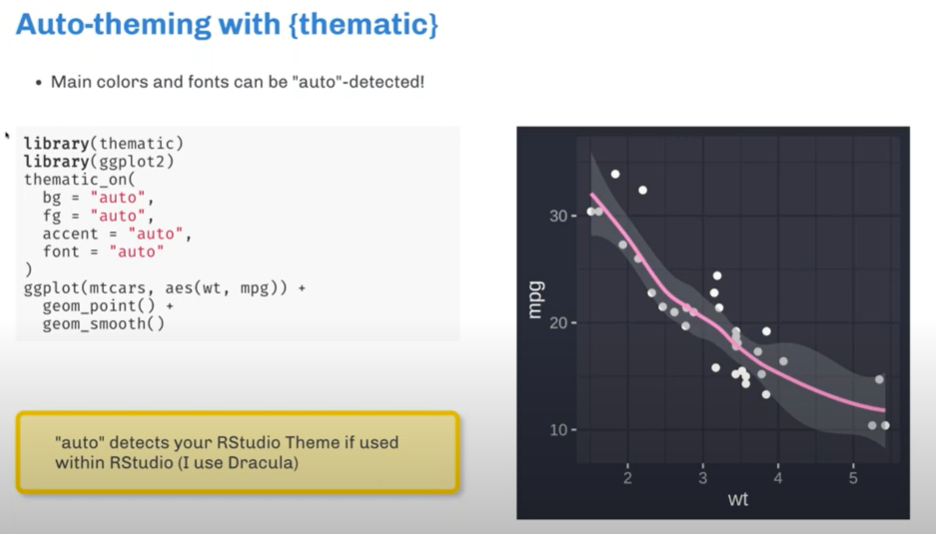 Auto-theming with {thematic}
• Main colors and fonts can be "auto"-detected!
library(thematic)
library(ggplot2)
thematic_on(
  bg = "auto",
  fg = "auto",
  accent = "auto",
  font = "auto"
)
ggplot(mtcars, aes(wt, mpg)) +
  geom_point() +
  geom_smooth()
"auto" detects your RStudio Theme if used
within RStudio (I use Dracula)
mpg
30
20
10
2 3 4 5
wt